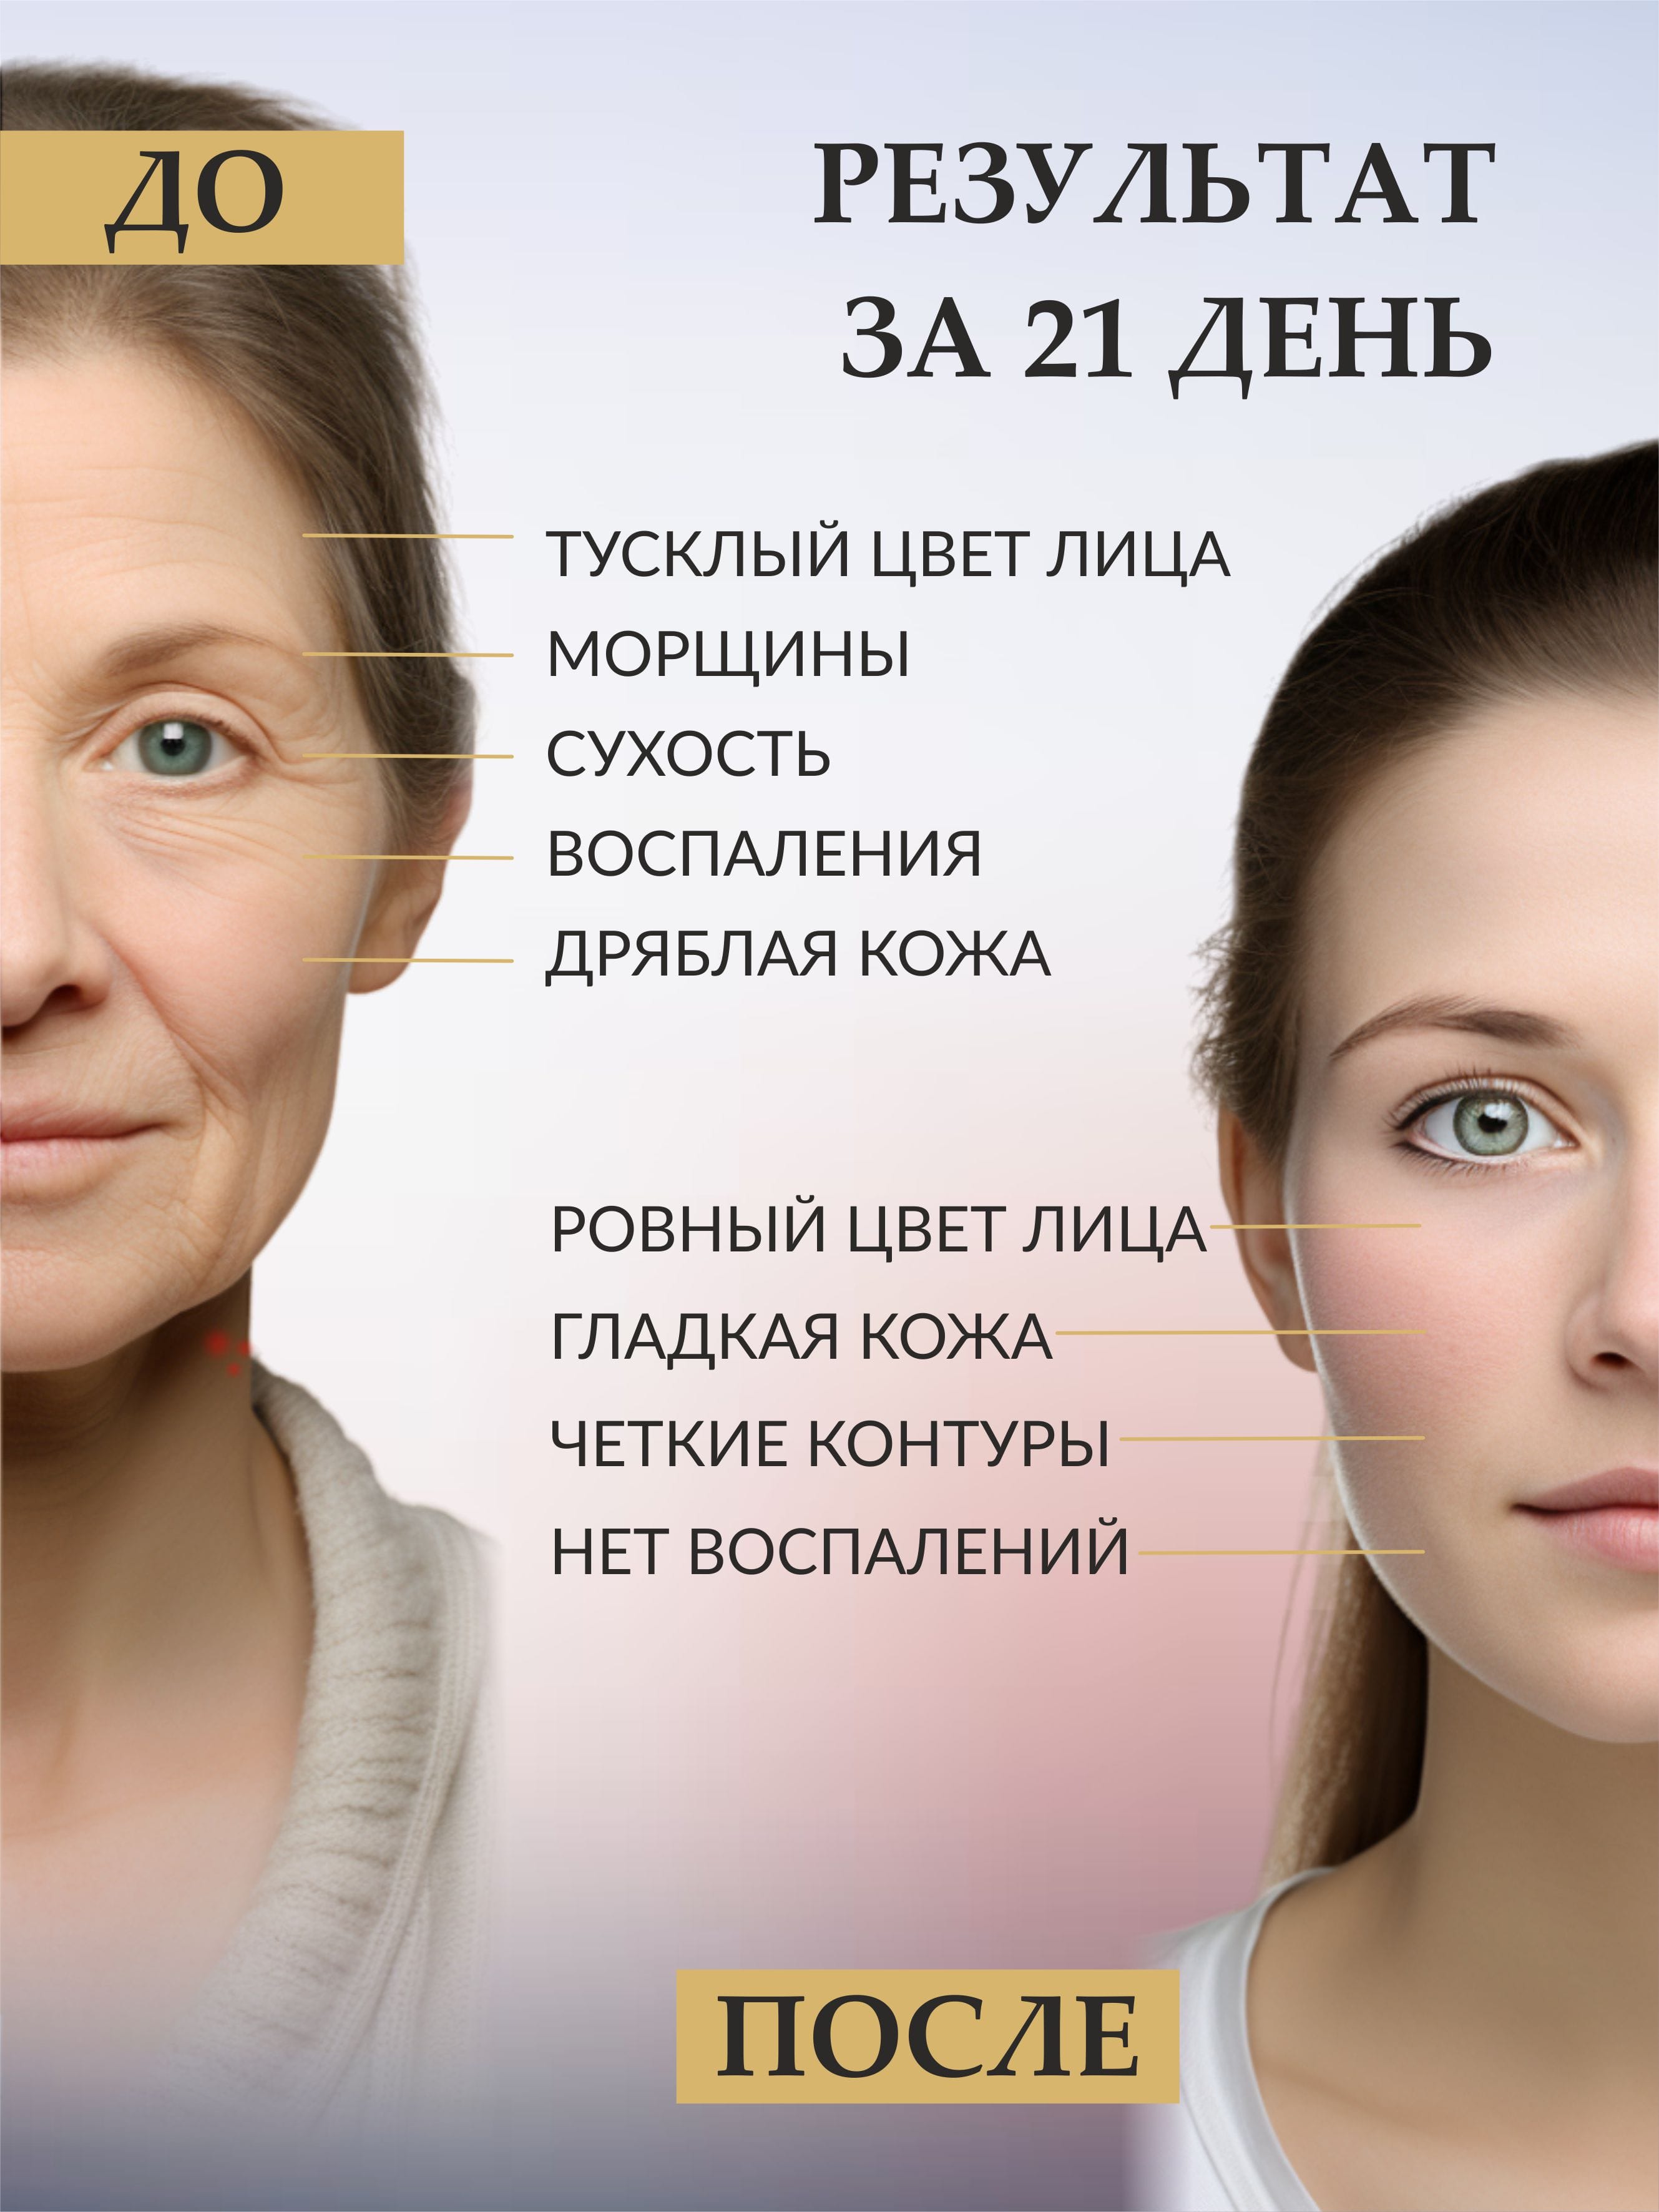 ДО
РЕЗУЛЬТАТ
ЗА 21 ДЕНЬ
ТУСКЛЫЙ ЦВЕТ ЛИЦА
МОРЩИНЫ
СУХОСТЬ
ВОСПАЛЕНИЯ
ДРЯБЛАЯ КОЖА
РОВНЫЙ ЦВЕТ ЛИЦА
ГЛАДКАЯ КОЖА
ЧЕТКИЕ КОНТУРЫ
НЕТ ВОСПАЛЕНИЙ
ПОСЛЕ